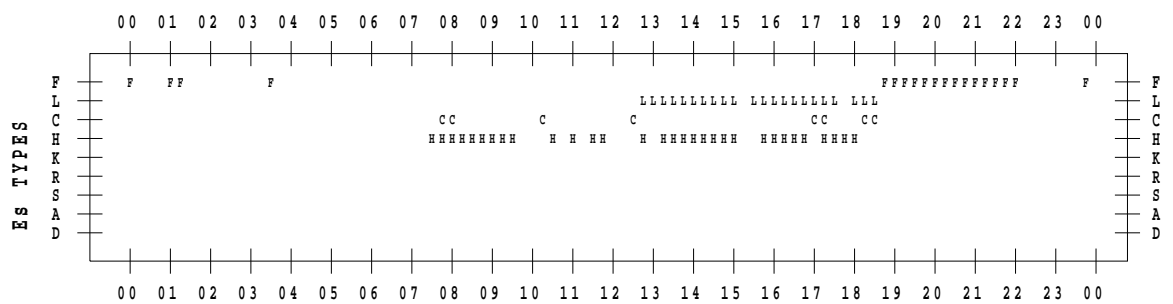 00 01 02 03 04 05 06 07 08 09 10 11 12 13 14 15 16 17 18 19 20 21 22 23 00
Es TYPES
F F FF F FFFFFFFFFFFFFF F F
L LLLLLLLLLL LLLLLLLLL LLL L
C CC C C CC CC C
H HHHHHHHHH H H HH H HHHHHHHH HHHHH HHHH H
K K
R R
S S
A A
D D
00 01 02 03 04 05 06 07 08 09 10 11 12 13 14 15 16 17 18 19 20 21 22 23 00